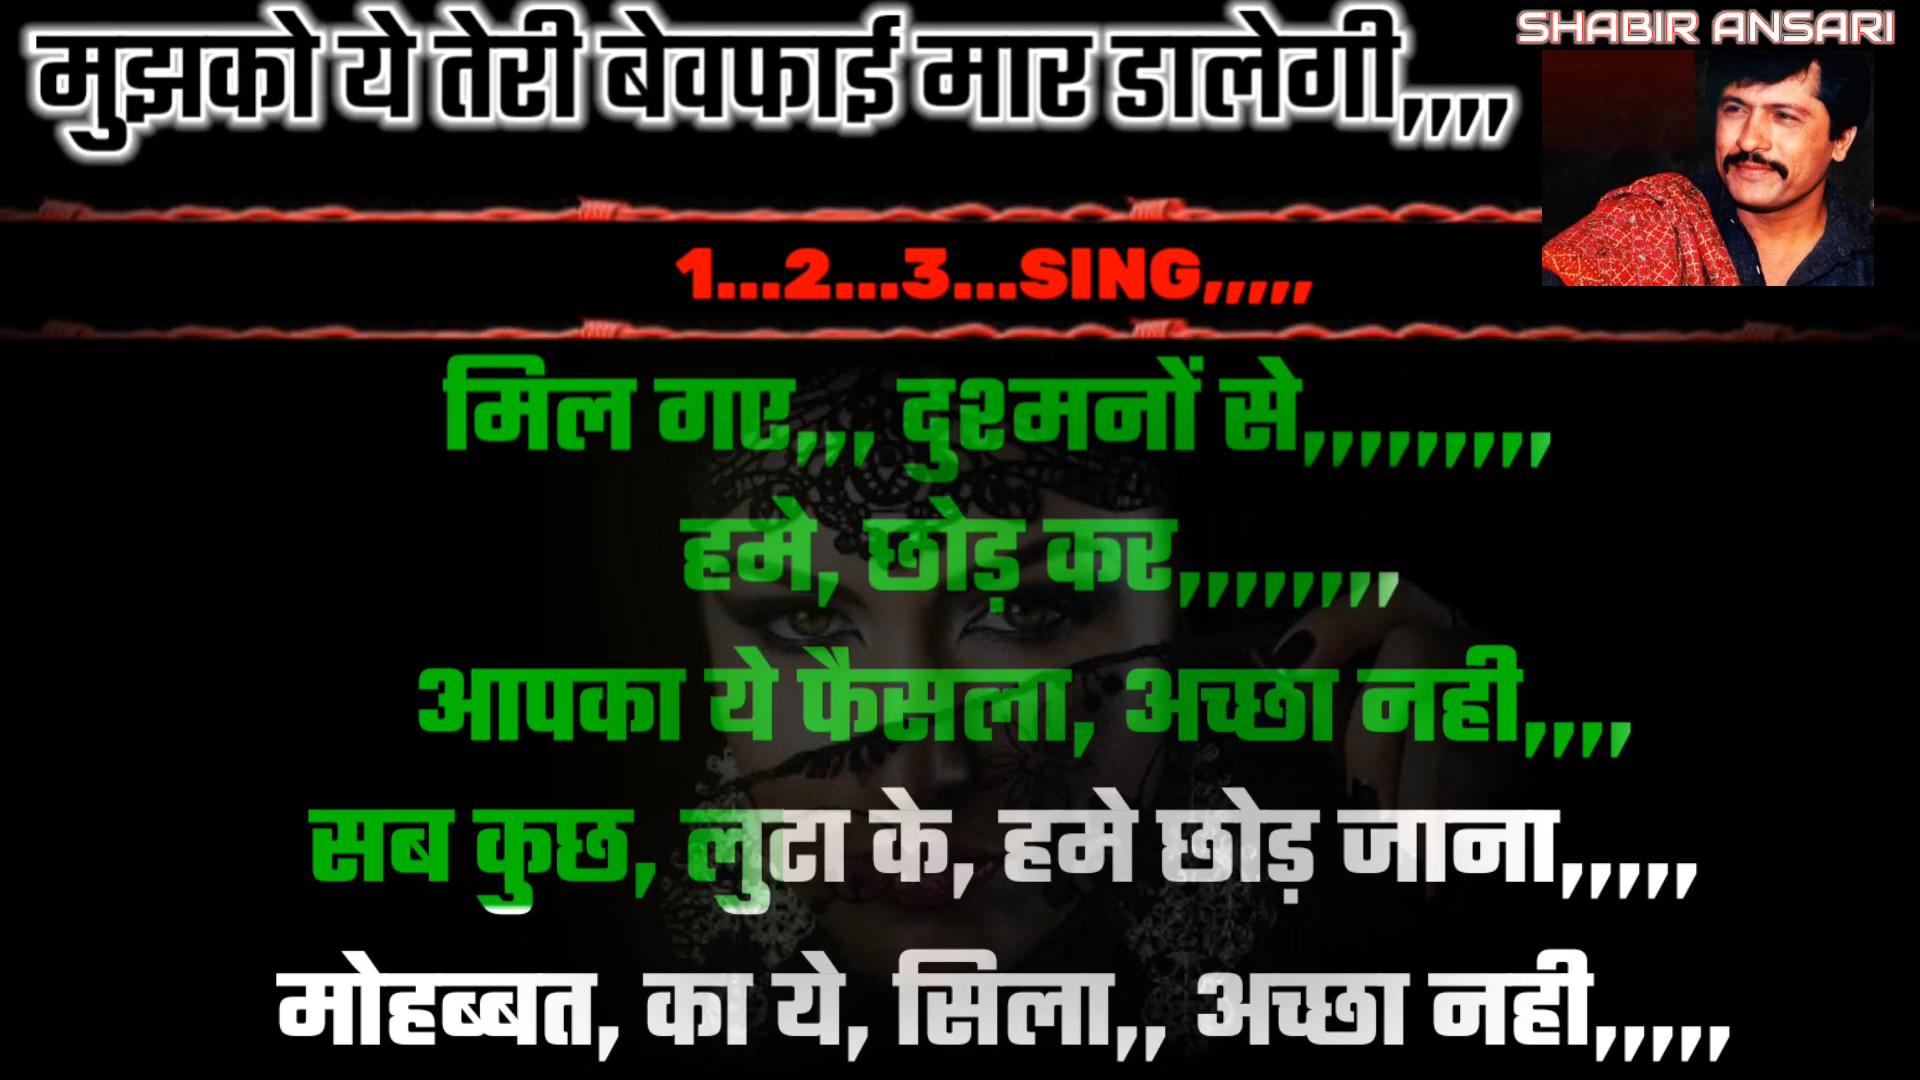 मुझको ये तेरी बेवफाई मार डालेगी,,,,
SHABIR ANSARI
1...2...3...SING,,,,,
मिल गए,,, दुश्मनों से,,,,,,,,,
हमे, छोड़ कर,,,,,,,,
आपका ये फैसला, अच्छा नही,,,,
सब कुछ, लुटा के, हमे छोड़ जाना,,,,,
मोहब्बत, का ये, सिला,, अच्छा नही,,,,,